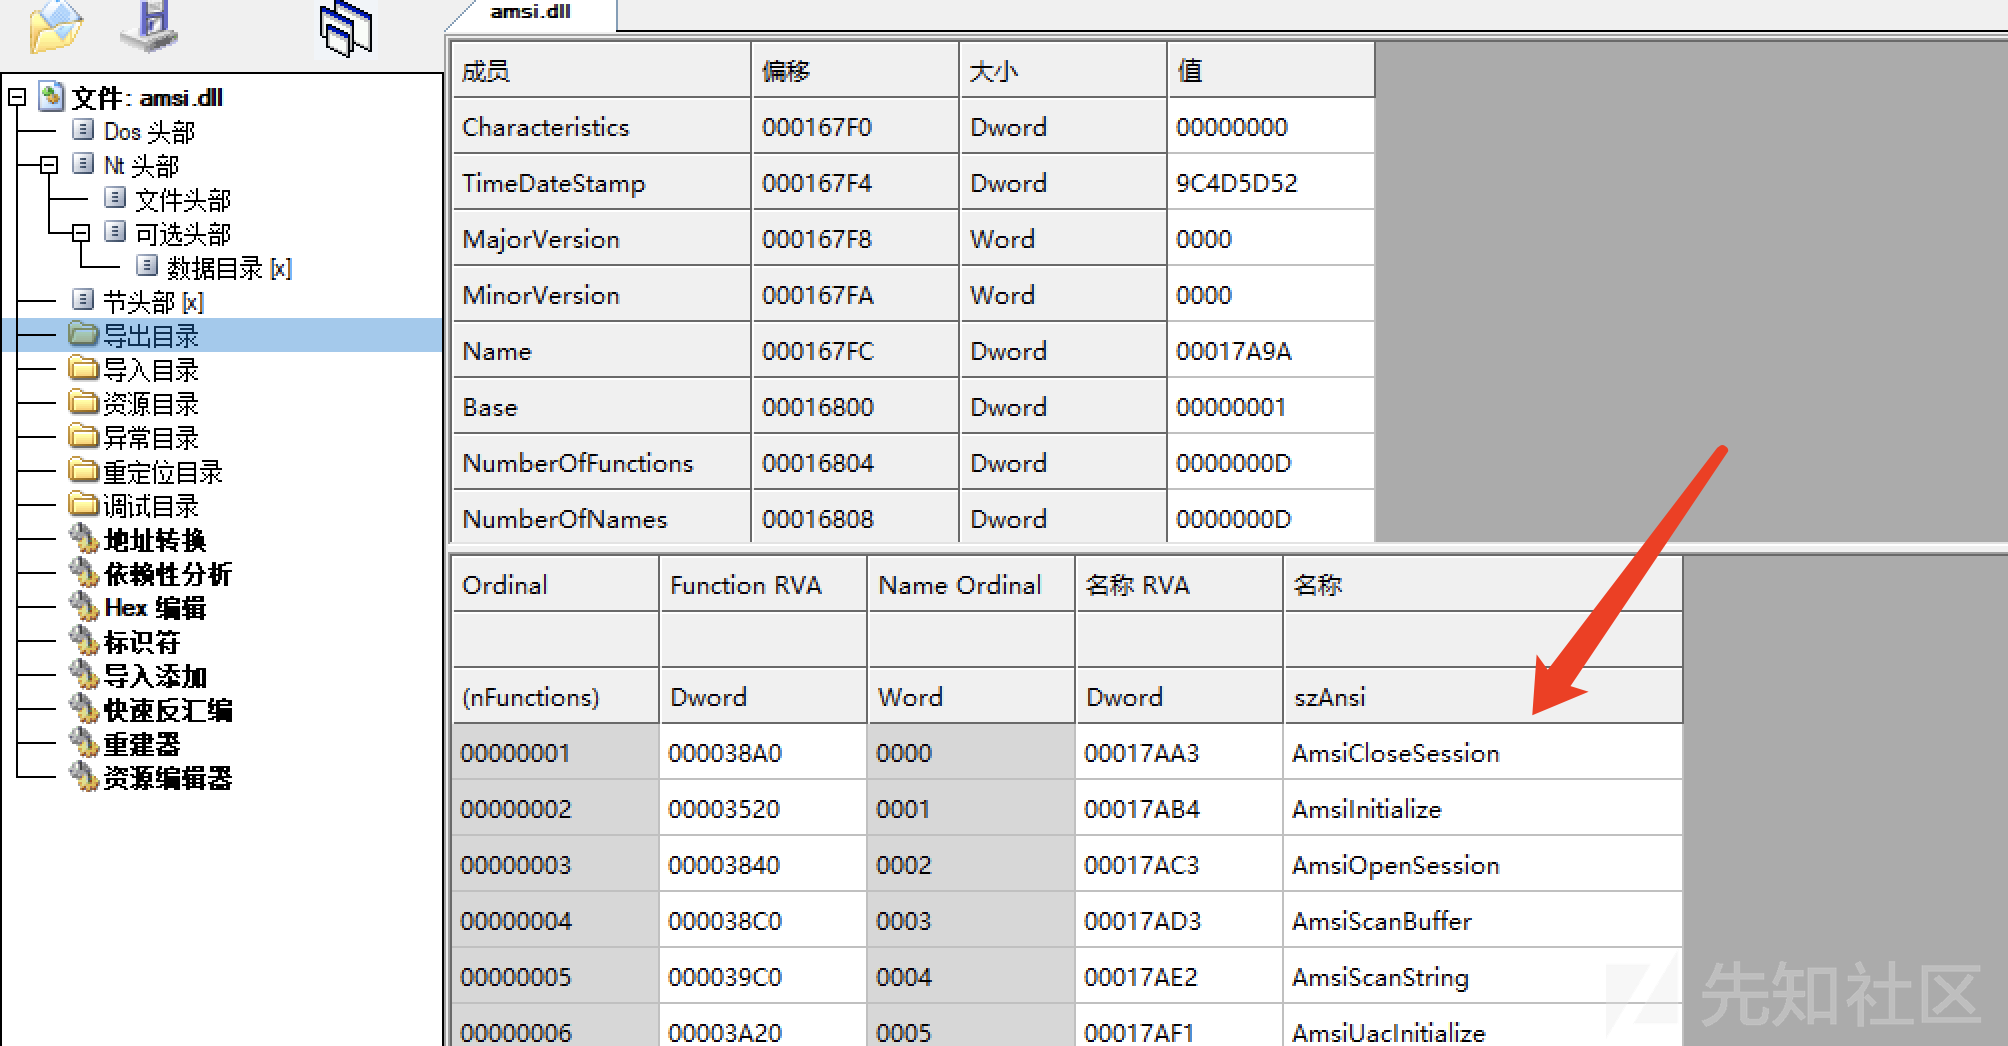 amsi.dll
文件: amsi.dll
Dos 头部
Nt 头部
文件头部
可选头部
数据目录 [x]
节头部 [x]
导出目录
导入目录
资源目录
异常目录
重定位目录
调试目录
地址转换
依赖性分析
Hex 编辑
标识符
导入添加
快速反汇编
重建器
资源编辑器
成员 偏移 大小 值
Characteristics 000167F0 Dword 00000000
TimeDateStamp 000167F4 Dword 9C4D5D52
MajorVersion 000167F8 Word 0000
MinorVersion 000167FA Word 0000
Name 000167FC Dword 00017A9A
Base 00016800 Dword 00000001
NumberOfFunctions 00016804 Dword 0000000D
NumberOfNames 00016808 Dword 0000000D
Ordinal Function RVA Name Ordinal 名称 RVA 名称
(nFunctions) Dword Word Dword szAnsi
00000001 000038A0 0000 00017AA3 AmsiCloseSession
00000002 00003520 0001 00017AB4 AmsiInitialize
00000003 00003840 0002 00017AC3 AmsiOpenSession
00000004 000038C0 0003 00017AD3 AmsiScanBuffer
00000005 000039C0 0004 00017AE2 AmsiScanString
00000006 00003A20 0005 00017AF1 AmsiUacInitialize
先知社区